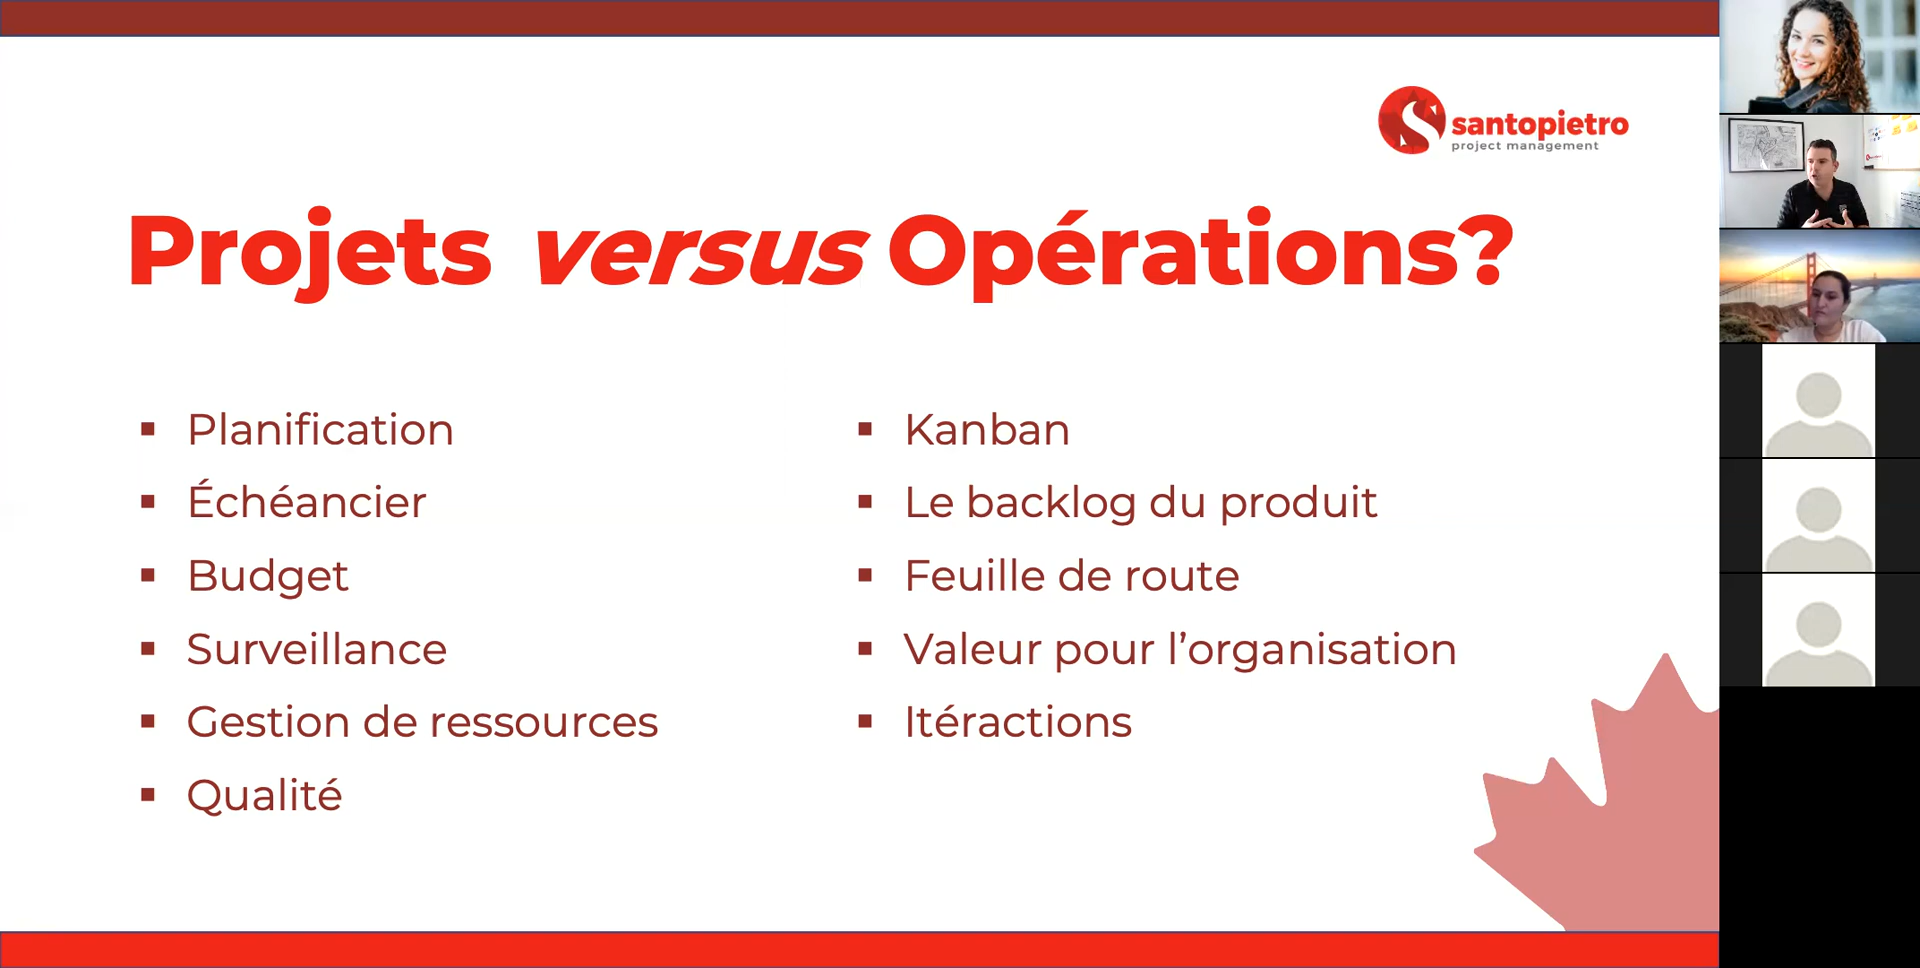 santopietro
project management
Projets versus Opérations?
Planification
Échéancier
Budget
Surveillance
Gestion de ressources
Qualité
Kanban
Le backlog du produit
Feuille de route
Valeur pour l’organisation
Itéractions